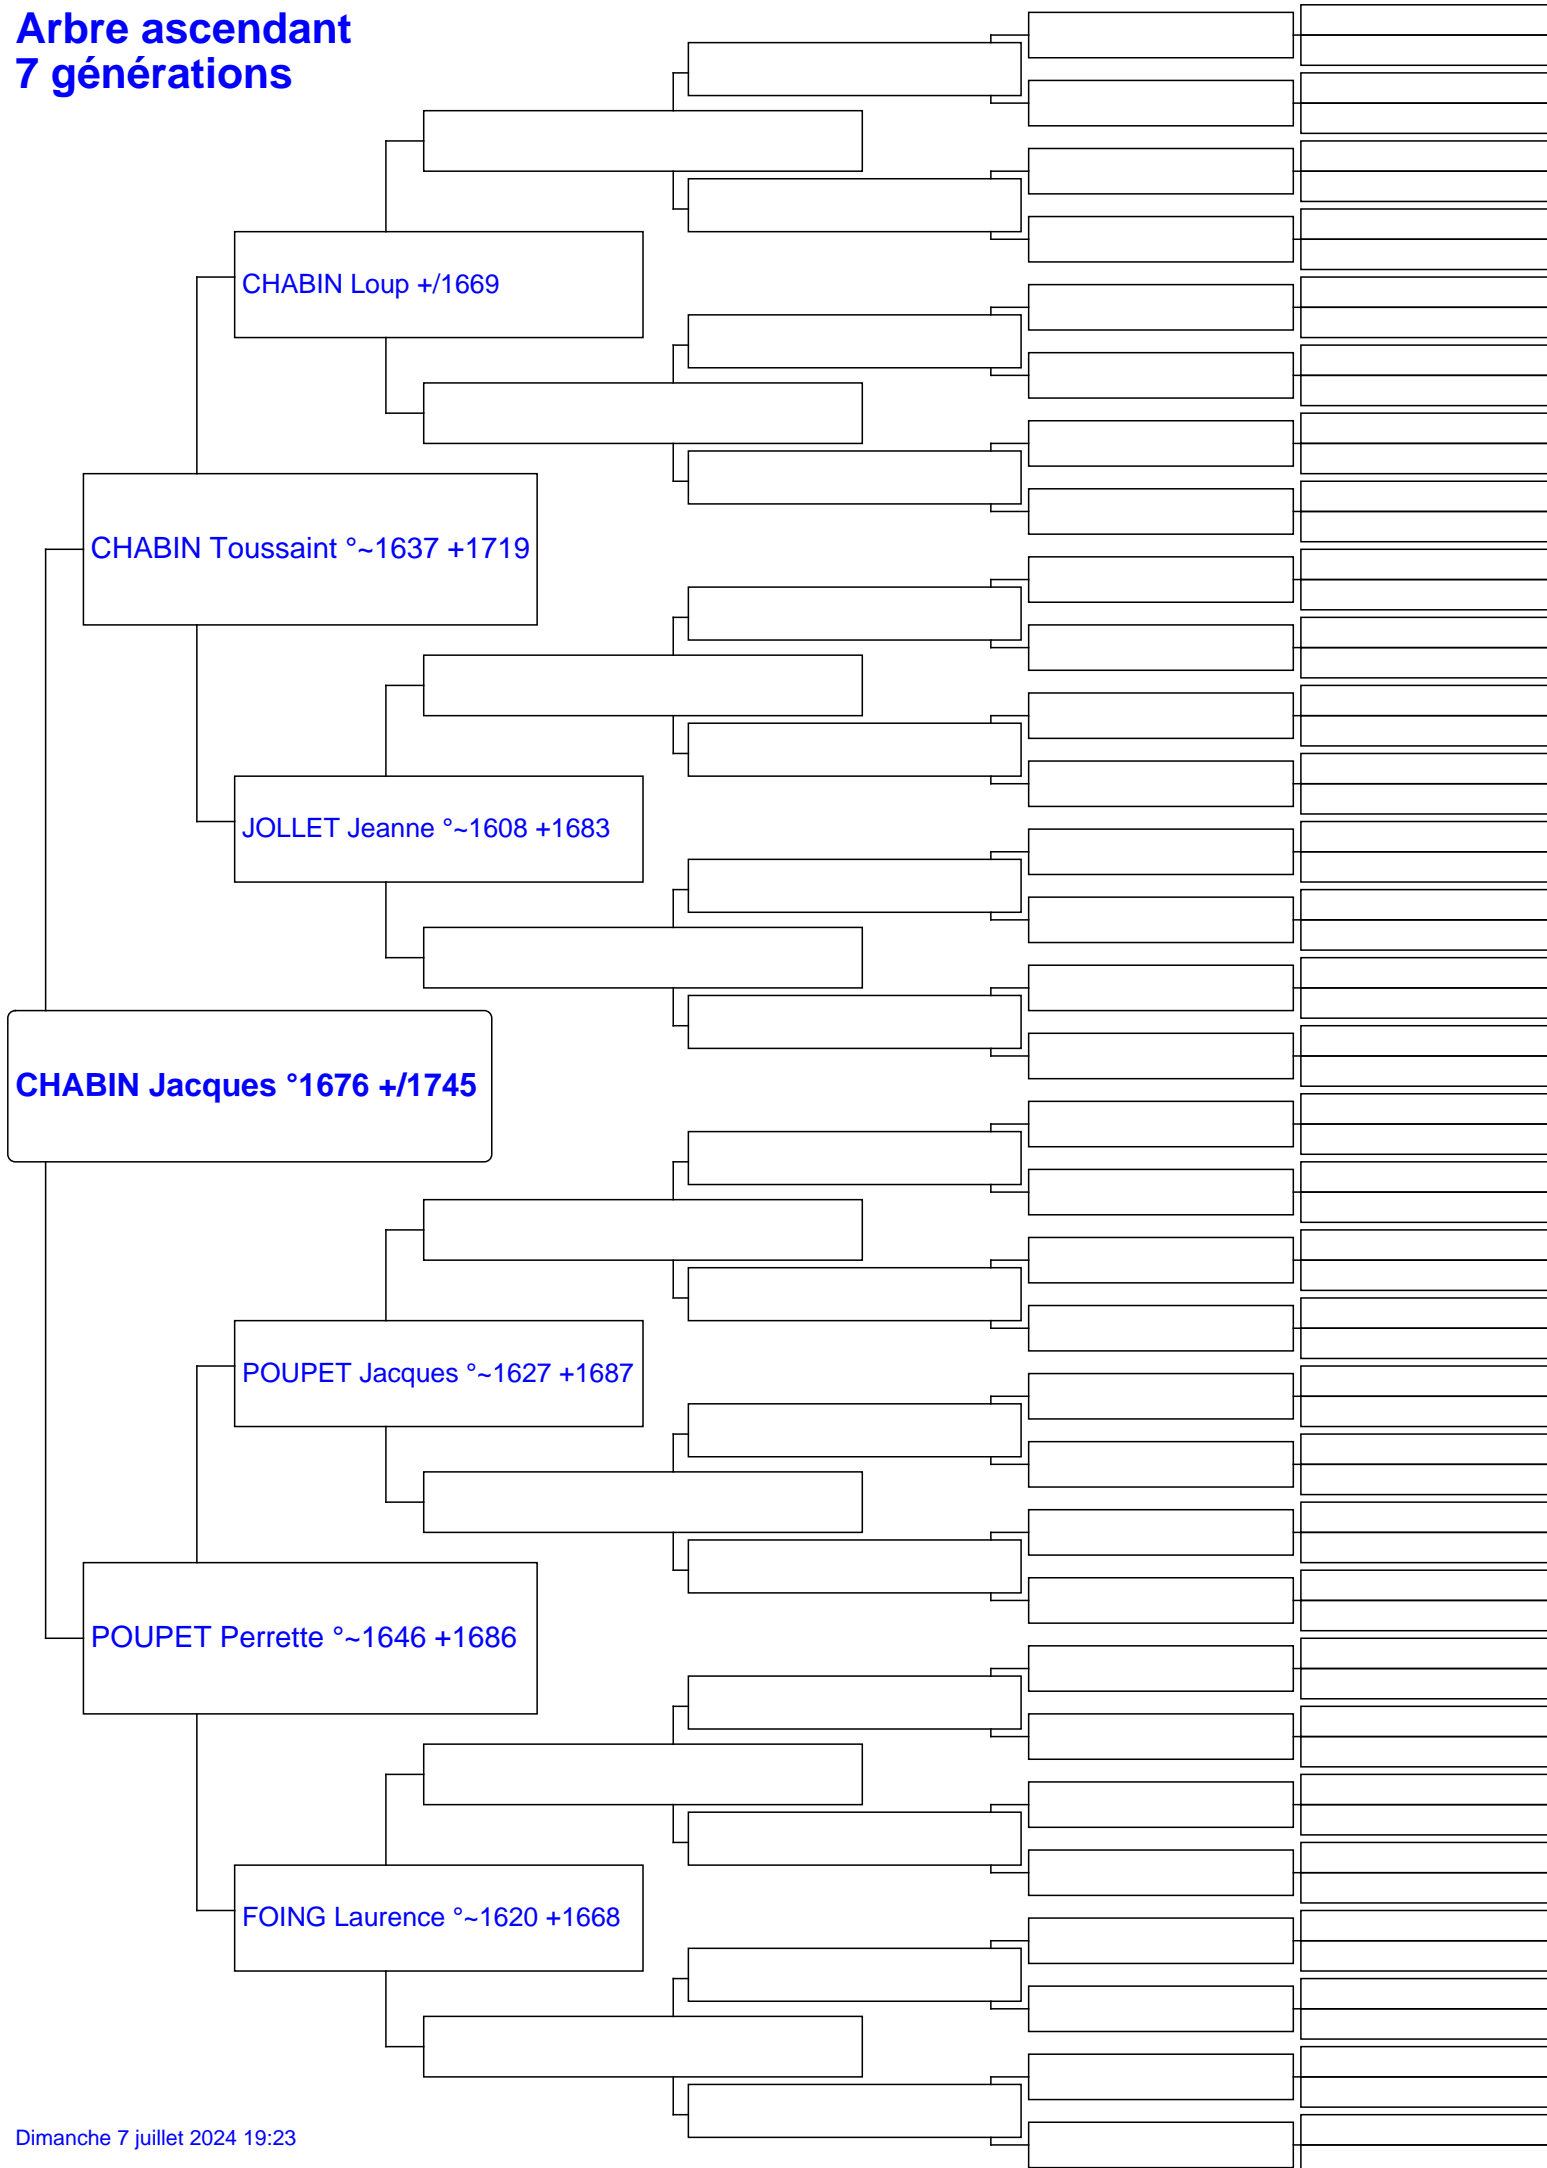 Arbre ascendant
7 générations
CHABIN Loup +/1669
CHABIN Toussaint °~1637 +1719
JOLLET Jeanne °~1608 +1683
CHABIN Jacques °1676 +/1745
POUPET Jacques °~1627 +1687
POUPET Perrette °~1646 +1686
FOING Laurence °~1620 +1668
Dimanche 7 juillet 2024 19:23